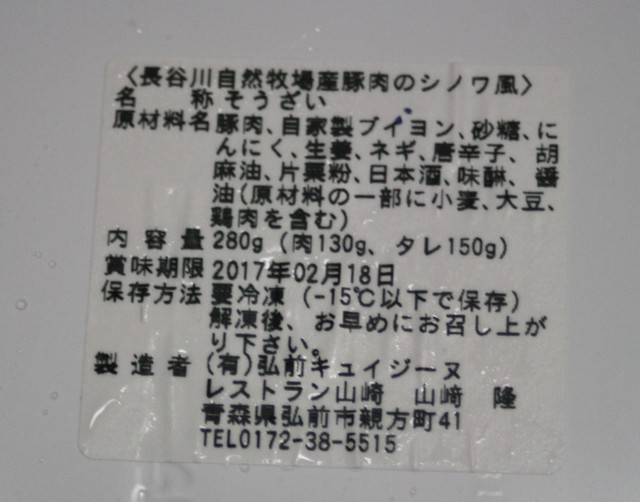 〈長谷川自然牧場産豚肉のシノワ風〉
名　　称 そうざい
原材料名 豚肉、自家製ブイヨン、砂糖、に
んにく、生姜、ネギ、唐辛子、胡
麻油、片栗粉、日本酒、味醂、醤
油(原材料の一部に小麦、大豆、
鶏肉を含む)
内 容 量 280g (肉130g、タレ150g)
賞味期限 2017年02月18日
保存方法 要冷凍 (-15℃以下で保存)
解凍後、お早めにお召し上が
り下さい。
製 造 者 (有)弘前キュイジーヌ
レストラン山崎　山﨑　隆
青森県弘前市親方町41
TEL0172-38-5515